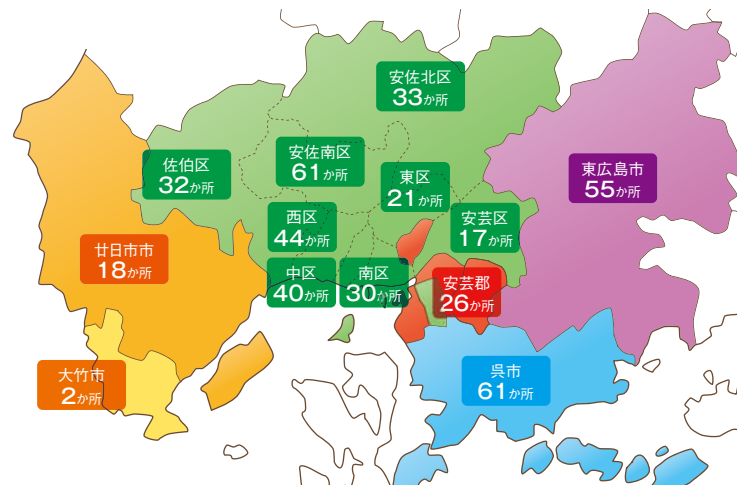 安佐北区
33か所
安佐南区
61か所
佐伯区
32か所
東区
21か所
東広島市
55か所
西区
44か所
安芸区
17か所
廿日市市
18か所
中区
40か所
南区
30か所
安芸郡
26か所
大竹市
2か所
呉市
61か所